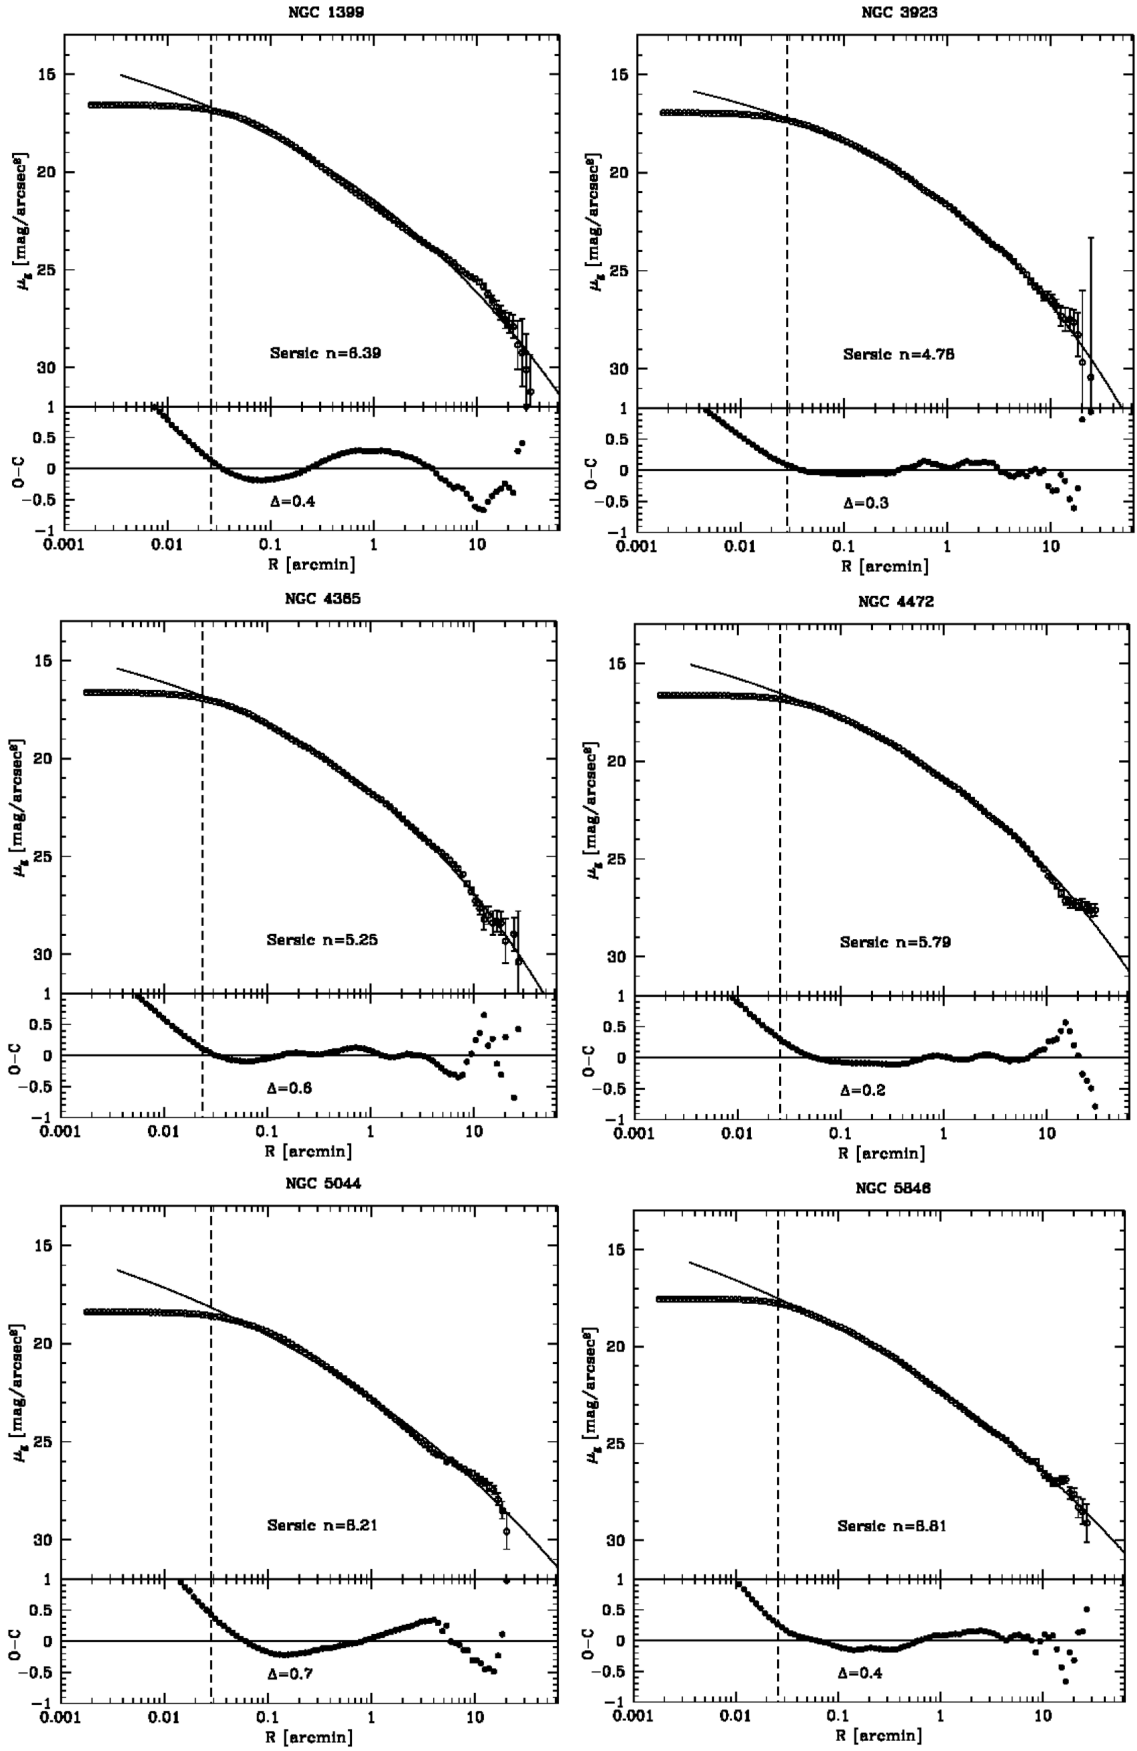 NGC 1399
15
20
25
30
μg [mag/arcsec²]
Sersic n=6.39
1
0.5
0
−0.5
−1
O−C
Δ=0.4
0.001 0.01 0.1 1 10
R [arcmin]
NGC 3923
15
20
25
30
μg [mag/arcsec²]
Sersic n=4.76
1
0.5
0
−0.5
−1
O−C
Δ=0.3
0.001 0.01 0.1 1 10
R [arcmin]
NGC 4365
15
20
25
30
μg [mag/arcsec²]
Sersic n=5.25
1
0.5
0
−0.5
−1
O−C
Δ=0.6
0.001 0.01 0.1 1 10
R [arcmin]
NGC 4472
15
20
25
30
μg [mag/arcsec²]
Sersic n=5.79
1
0.5
0
−0.5
−1
O−C
Δ=0.2
0.001 0.01 0.1 1 10
R [arcmin]
NGC 5044
15
20
25
30
μg [mag/arcsec²]
Sersic n=6.21
1
0.5
0
−0.5
−1
O−C
Δ=0.7
0.001 0.01 0.1 1 10
R [arcmin]
NGC 5846
15
20
25
30
μg [mag/arcsec²]
Sersic n=6.81
1
0.5
0
−0.5
−1
O−C
Δ=0.4
0.001 0.01 0.1 1 10
R [arcmin]